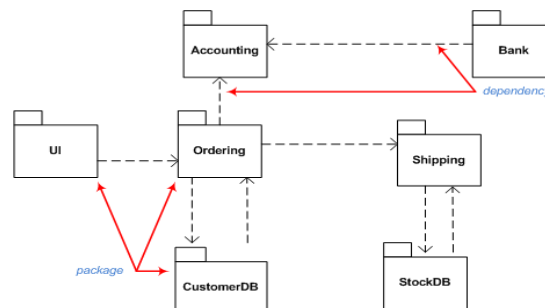 Accounting
Bank
dependency
UI
Ordering
Shipping
package
CustomerDB
StockDB